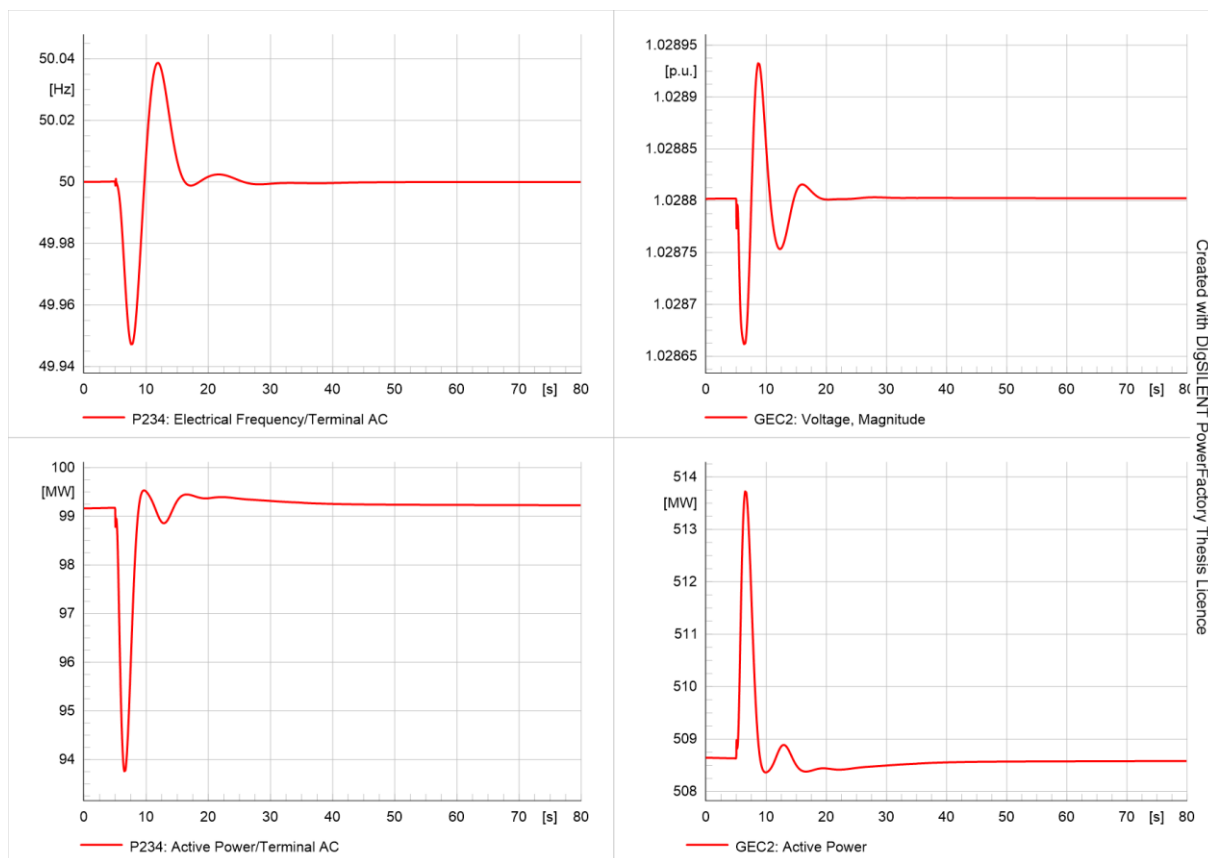 50.04
[Hz]
50.02
50
49.98
49.96
49.94
0 10 20 30 40 50 60 70 [s] 80
P234: Electrical Frequency/Terminal AC
1.02895
[p.u.]
1.0289
1.02885
1.0288
1.02875
1.0287
1.02865
0 10 20 30 40 50 60 70 [s] 80
GEC2: Voltage, Magnitude
100
[MW]
99
98
97
96
95
94
0 10 20 30 40 50 60 70 [s] 80
P234: Active Power/Terminal AC
514
[MW]
513
512
511
510
509
508
0 10 20 30 40 50 60 70 [s] 80
GEC2: Active Power
Created with DIgSILENT PowerFactory Thesis Licence